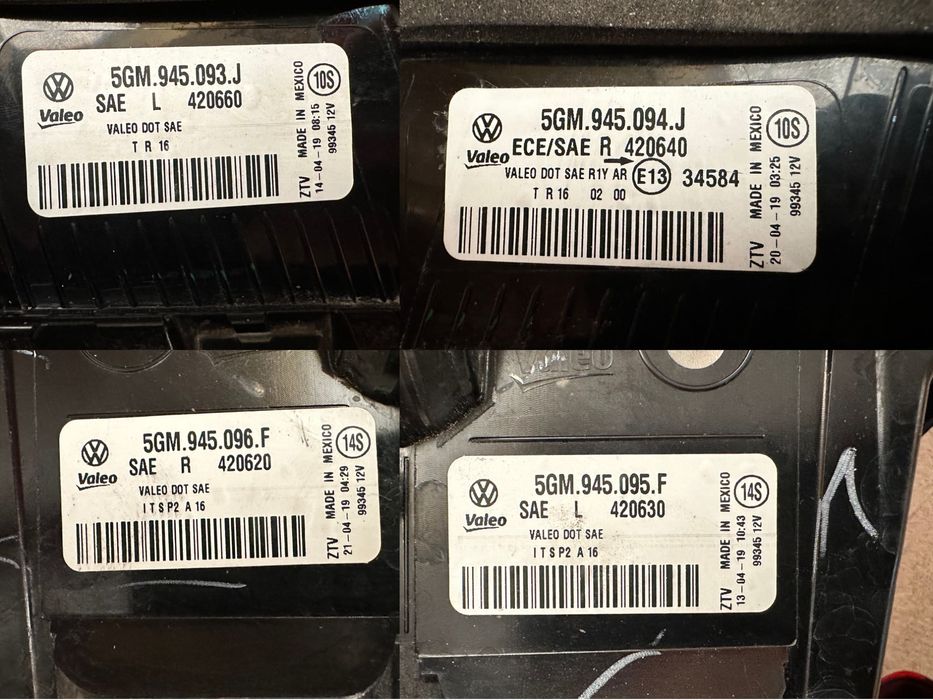 5GM.945.093.J
SAE L 420660
Valeo
VALEO DOT SAE
T R 16
ZTV MADE IN MEXICO
14-04-19 08:15
99345 12V
10S
5GM.945.094.J
ECE/SAE R 420640
Valeo
VALEO DOT SAE R1Y AR E13 34584
T R 16 02 00
ZTV MADE IN MEXICO
20-04-19 03:25
99345 12V
10S
5GM.945.096.F
SAE R 420620
Valeo
VALEO DOT SAE
I T S P2 A 16
ZTV MADE IN MEXICO
21-04-19 04:29
99345 12V
14S
Valeo
5GM.945.095.F
SAE L 420630
Valeo
VALEO DOT SAE
I T S P2 A 16
ZTV MADE IN MEXICO
13-04-19 10:43
99345 12V
14S